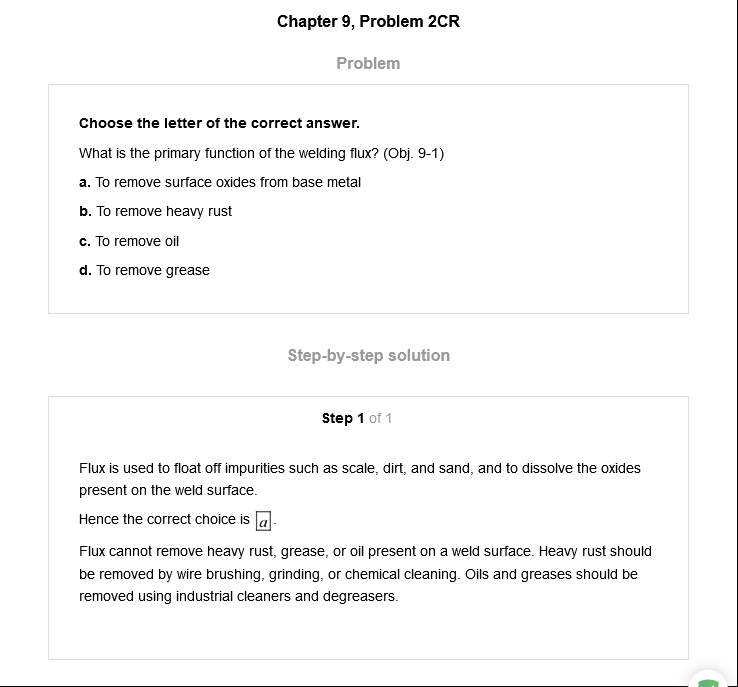 Chapter 9, Problem 2CR
Problem
Choose the letter of the correct answer.
What is the primary function of the welding flux? (Obj. 9-1)
a. To remove surface oxides from base metal
b. To remove heavy rust
c. To remove oil
d. To remove grease
Step-by-step solution
Step 1 of 1
Flux is used to float off impurities such as scale, dirt, and sand, and to dissolve the oxides
present on the weld surface.
Hence the correct choice is a.
Flux cannot remove heavy rust, grease, or oil present on a weld surface. Heavy rust should
be removed by wire brushing, grinding, or chemical cleaning. Oils and greases should be
removed using industrial cleaners and degreasers.